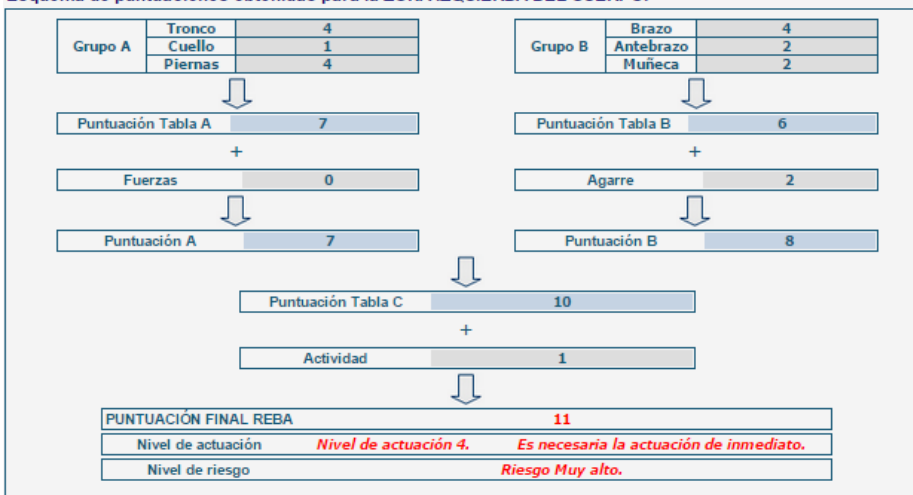 Grupo A Tronco 4 Grupo B Brazo 4
Cuello 1 Antebrazo 2
Piernas 4 Muñeca 2
Puntuación Tabla A 7 Puntuación Tabla B 6
+ +
Fuerzas 0 Agarre 2
Puntuación A 7 Puntuación B 8
Puntuación Tabla C 10
+
Actividad 1
PUNTUACIÓN FINAL REBA 11
Nivel de actuación Nivel de actuación 4. Es necesaria la actuación de inmediato.
Nivel de riesgo Riesgo Muy alto.